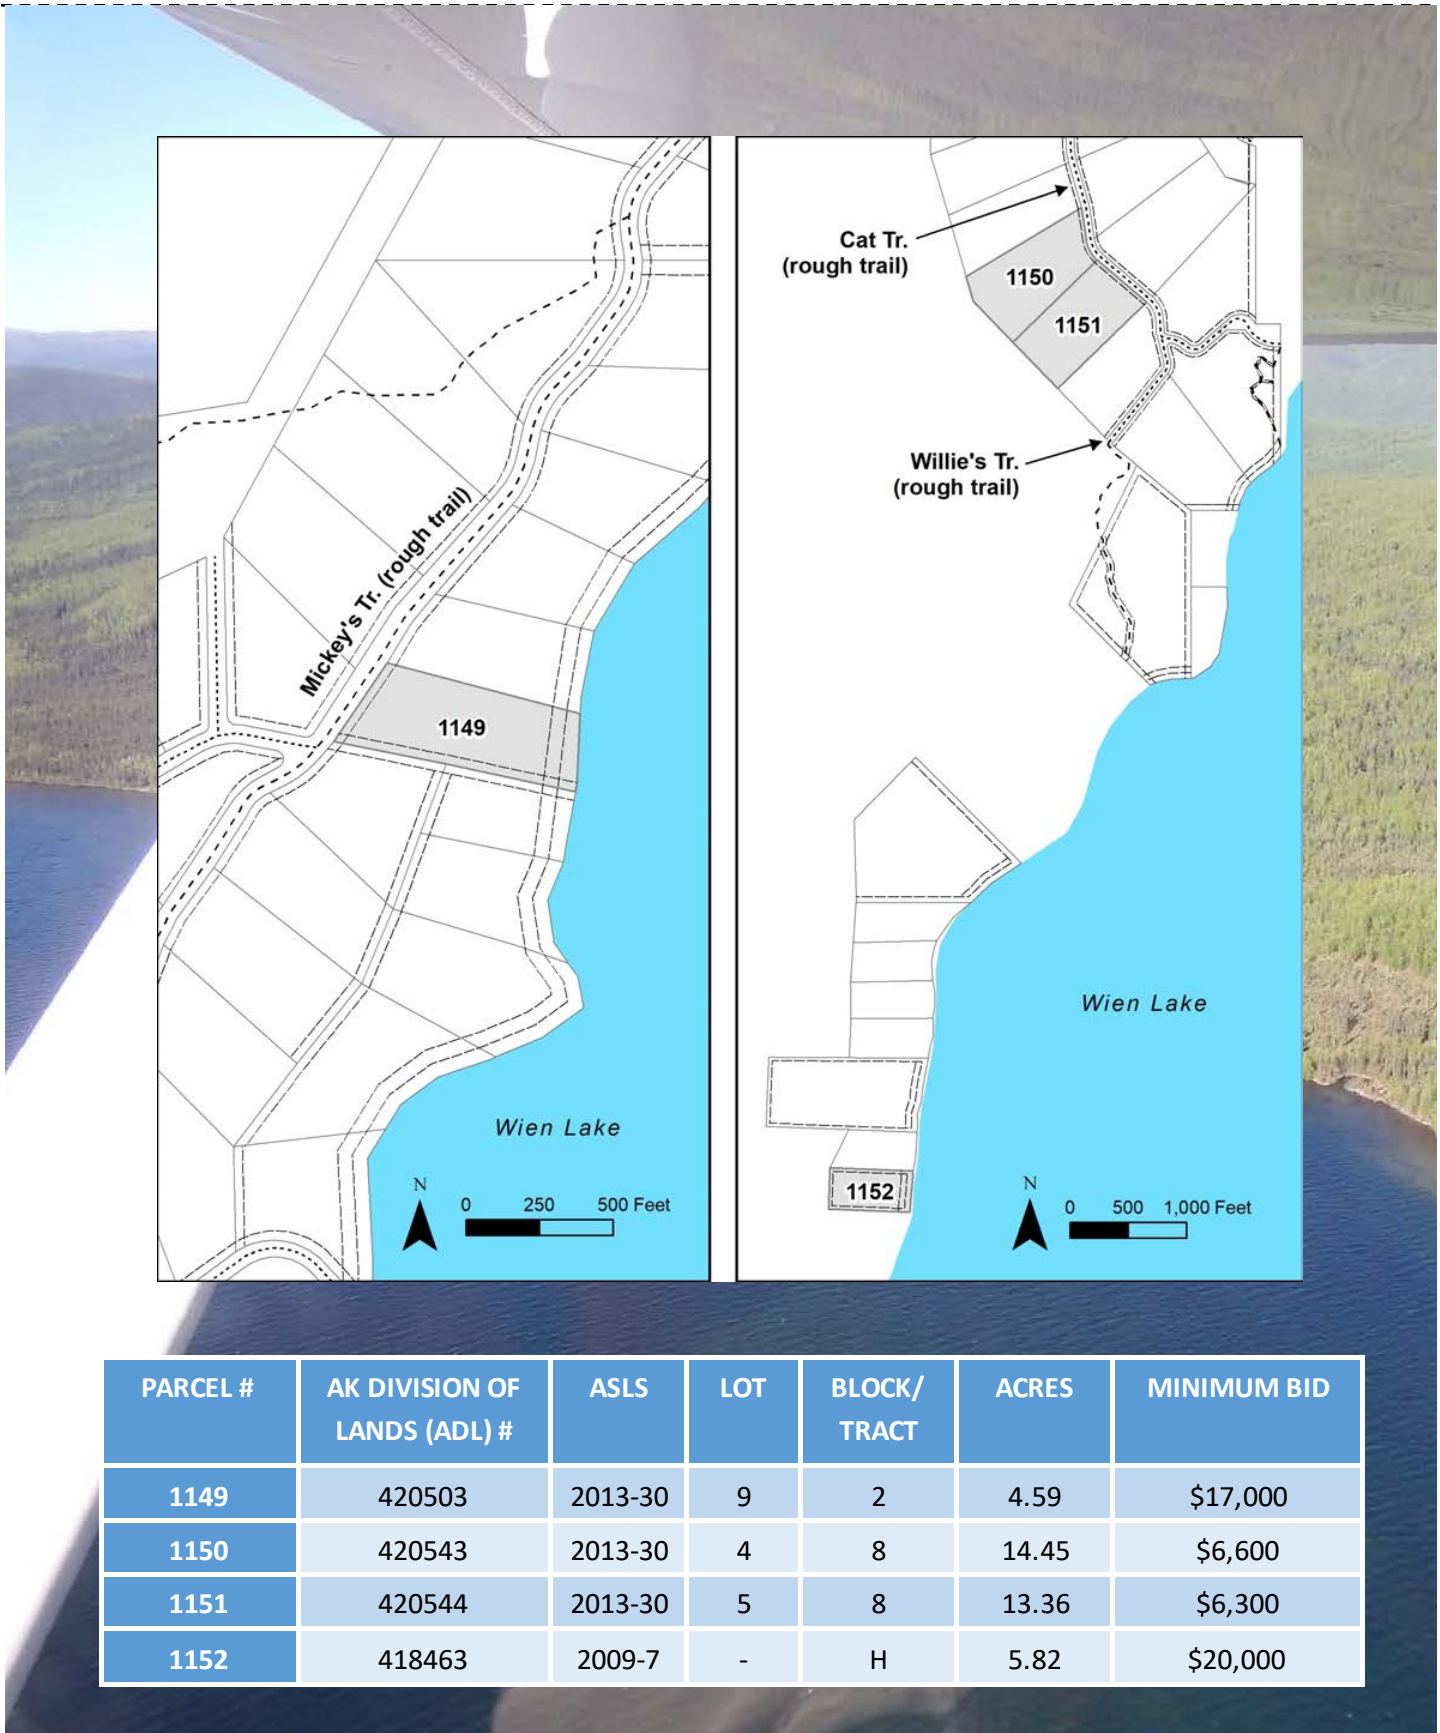 Mickey's Tr. (rough trail)
1149
Wien Lake
N
0 250 500 Feet
Cat Tr.
(rough trail)
1150
1151
Willie's Tr.
(rough trail)
Wien Lake
1152
N
0 500 1,000 Feet
PARCEL # AK DIVISION OF ASLS LOT BLOCK/ ACRES MINIMUM BID
LANDS (ADL) # TRACT
1149 420503 2013-30 9 2 4.59 $17,000
1150 420543 2013-30 4 8 14.45 $6,600
1151 420544 2013-30 5 8 13.36 $6,300
1152 418463 2009-7 - H 5.82 $20,000